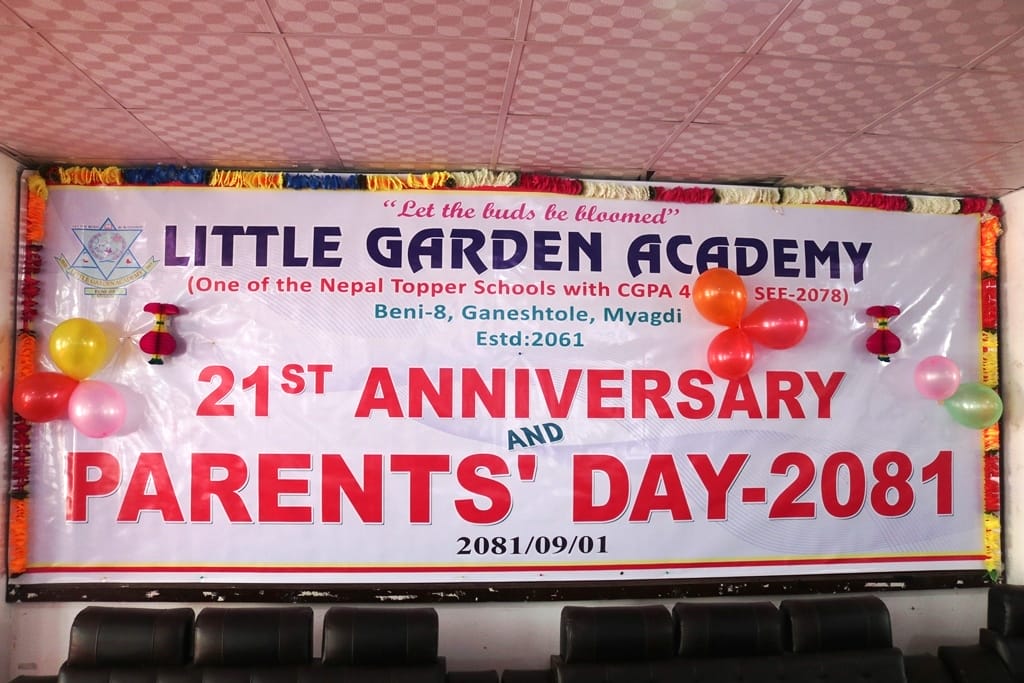 "Let the buds be bloomed"
LITTLE GARDEN ACADEMY
(One of the Nepal Topper Schools with CGPA 4 SEE-2078)
Beni-8, Ganeshtole, Myagdi
Estd:2061
21ST ANNIVERSARY
AND
PARENTS' DAY-2081
2081/09/01